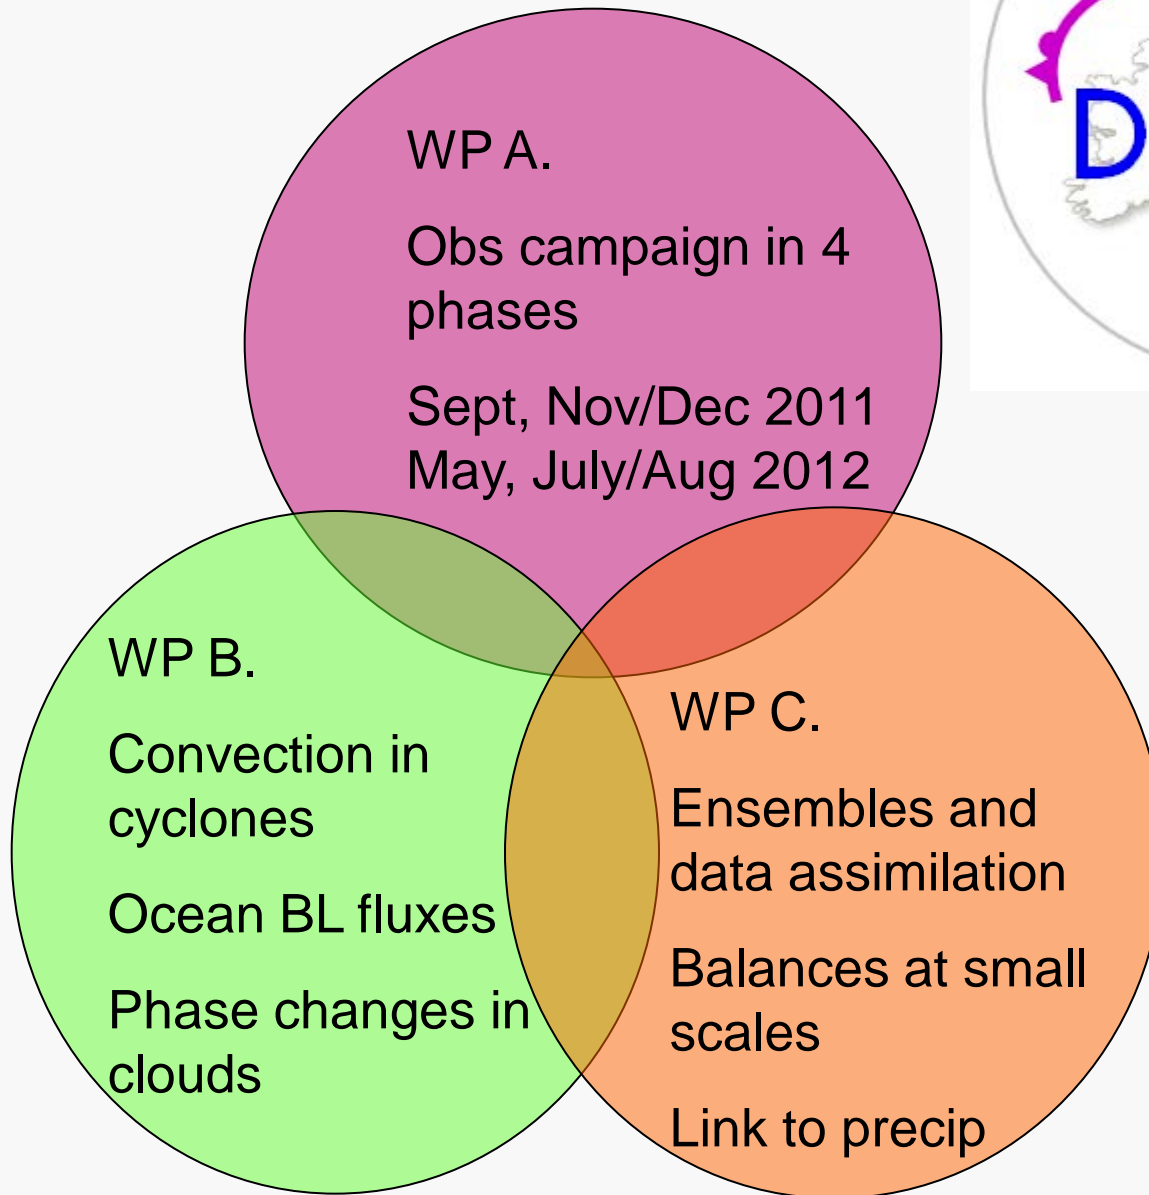 WP A.
Obs campaign in 4
phases
Sept, Nov/Dec 2011
May, July/Aug 2012
D
WP B.
Convection in
cyclones
Ocean BL fluxes
Phase changes in
clouds
WP C.
Ensembles and
data assimilation
Balances at small
scales
Link to precip